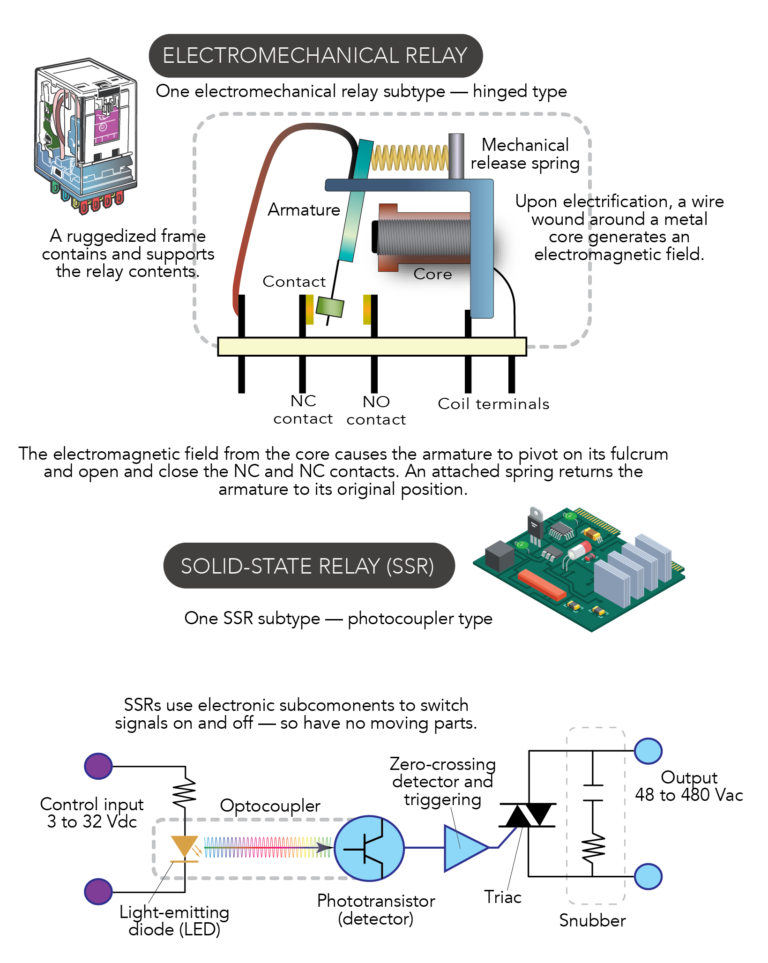 ELECTROMECHANICAL RELAY
One electromechanical relay subtype — hinged type
Mechanical
release spring
Armature
Upon electrification, a wire
wound around a metal
core generates an
electromagnetic field.
A ruggedized frame
contains and supports
the relay contents.
Contact
Core
NC
contact
NO
contact
Coil terminals
The electromagnetic field from the core causes the armature to pivot on its fulcrum
and open and close the NC and NC contacts. An attached spring returns the
armature to its original position.
SOLID-STATE RELAY (SSR)
One SSR subtype — photocoupler type
SSRs use electronic subcomonents to switch
signals on and off — so have no moving parts.
Zero-crossing
detector and
triggering
Output
48 to 480 Vac
Control input
3 to 32 Vdc
Optocoupler
Light-emitting
diode (LED)
Phototransistor
(detector)
Triac
Snubber